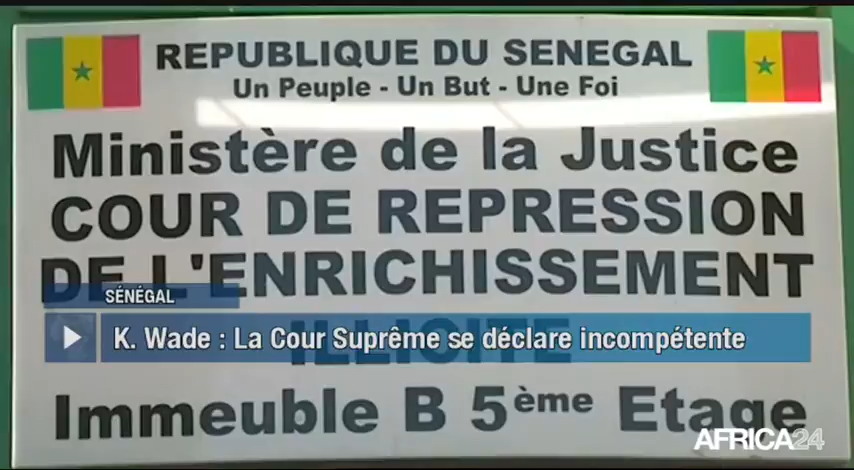 REPUBLIQUE DU SENEGAL
Un Peuple - Un But - Une Foi
Ministère de la Justice
COUR DE REPRESSION
DE L'ENRICHISSEMENT
SÉNÉGAL
K. Wade : La Cour Suprême se déclare incompétente
ILLICITE
Immeuble B 5ème Etage
AFRICA24